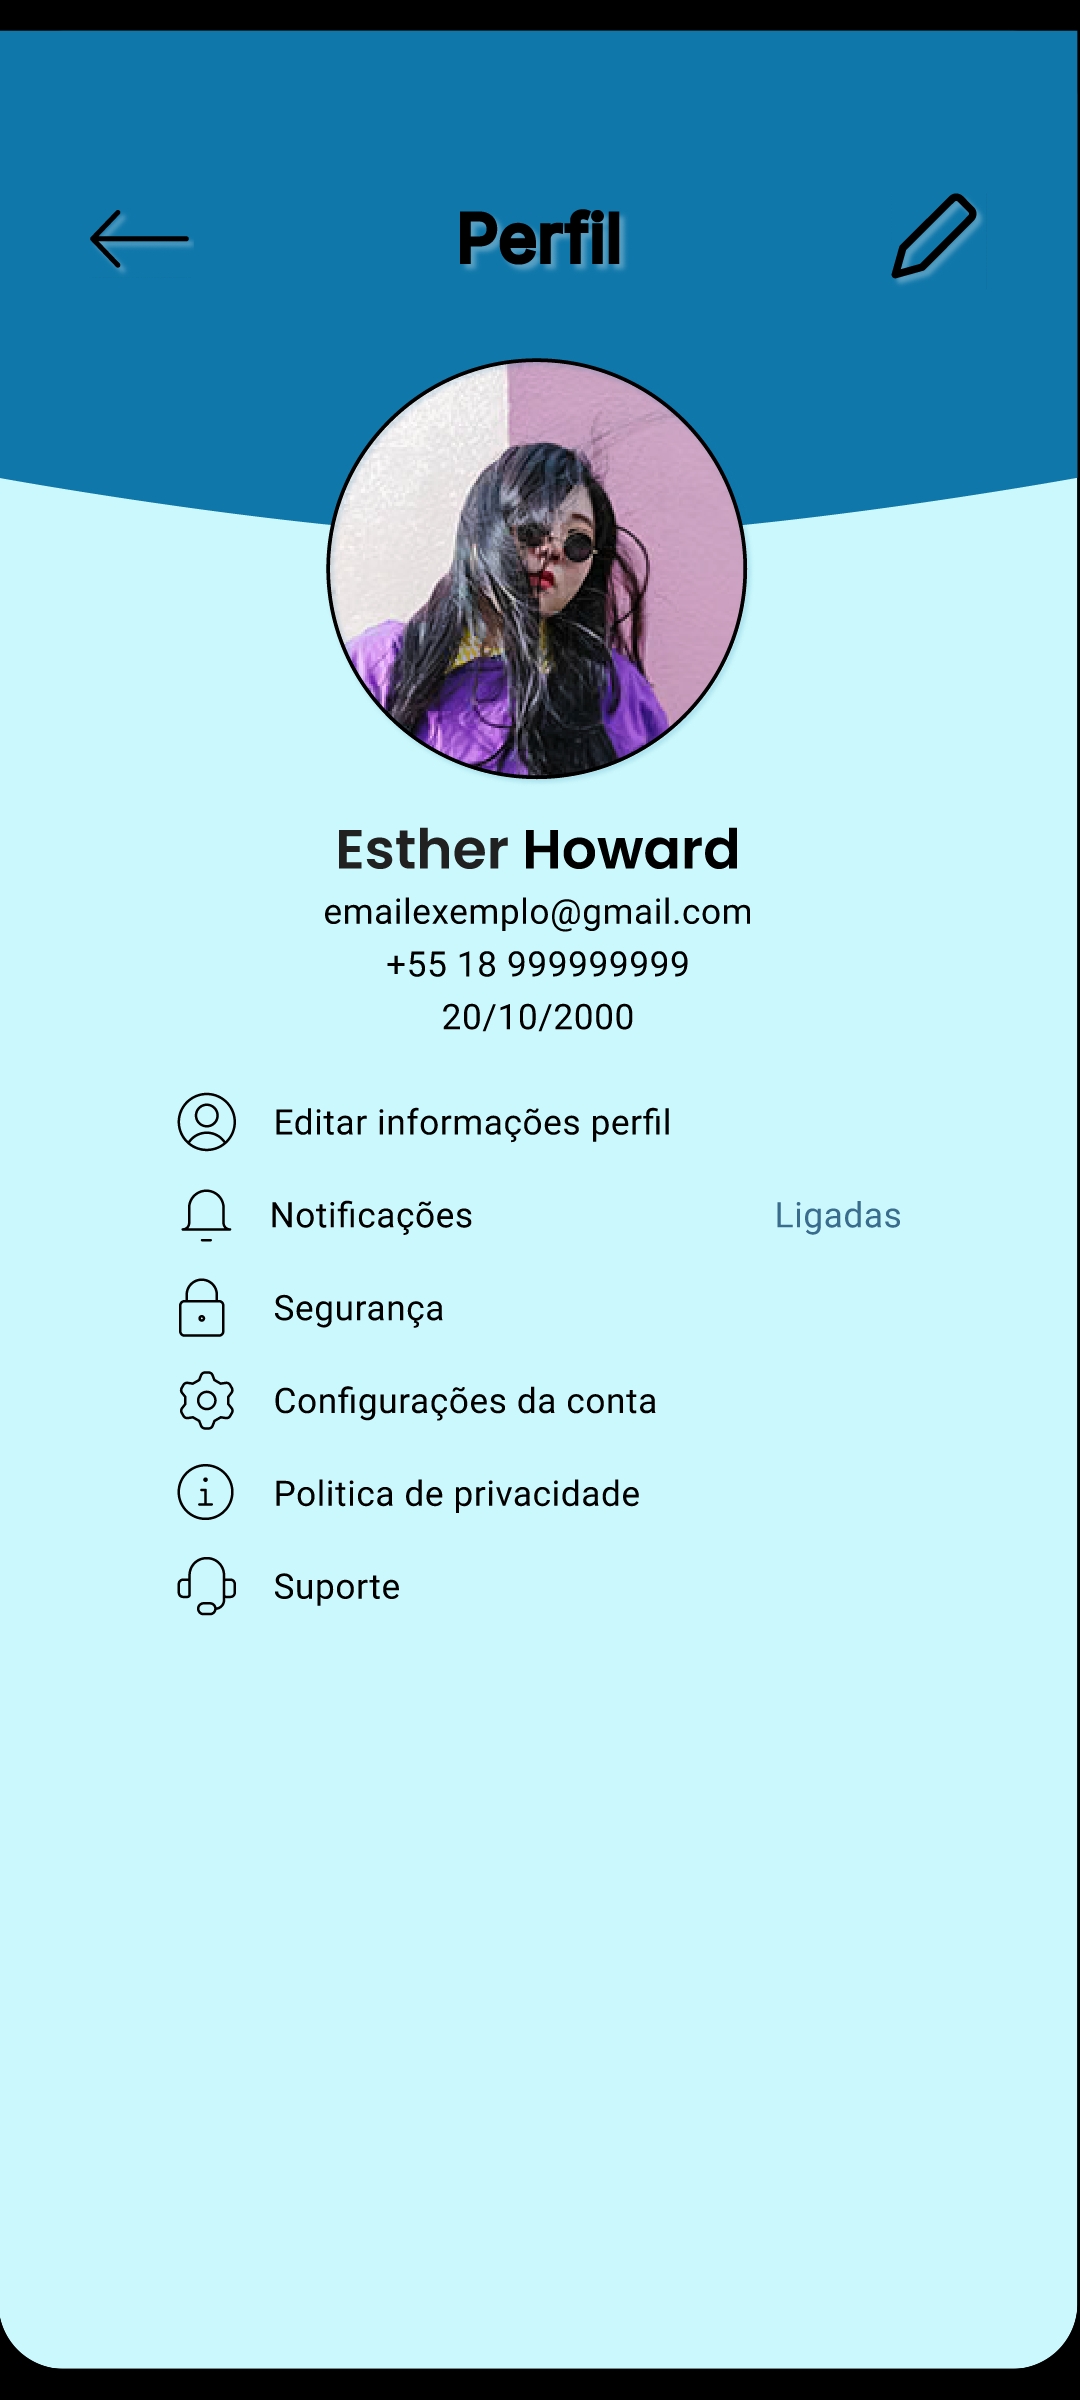 Perfil
Esther Howard
emailexemplo@gmail.com
+55 18 999999999
20/10/2000
Editar informações perfil
Notificações Ligadas
Segurança
Configurações da conta
Politica de privacidade
Suporte